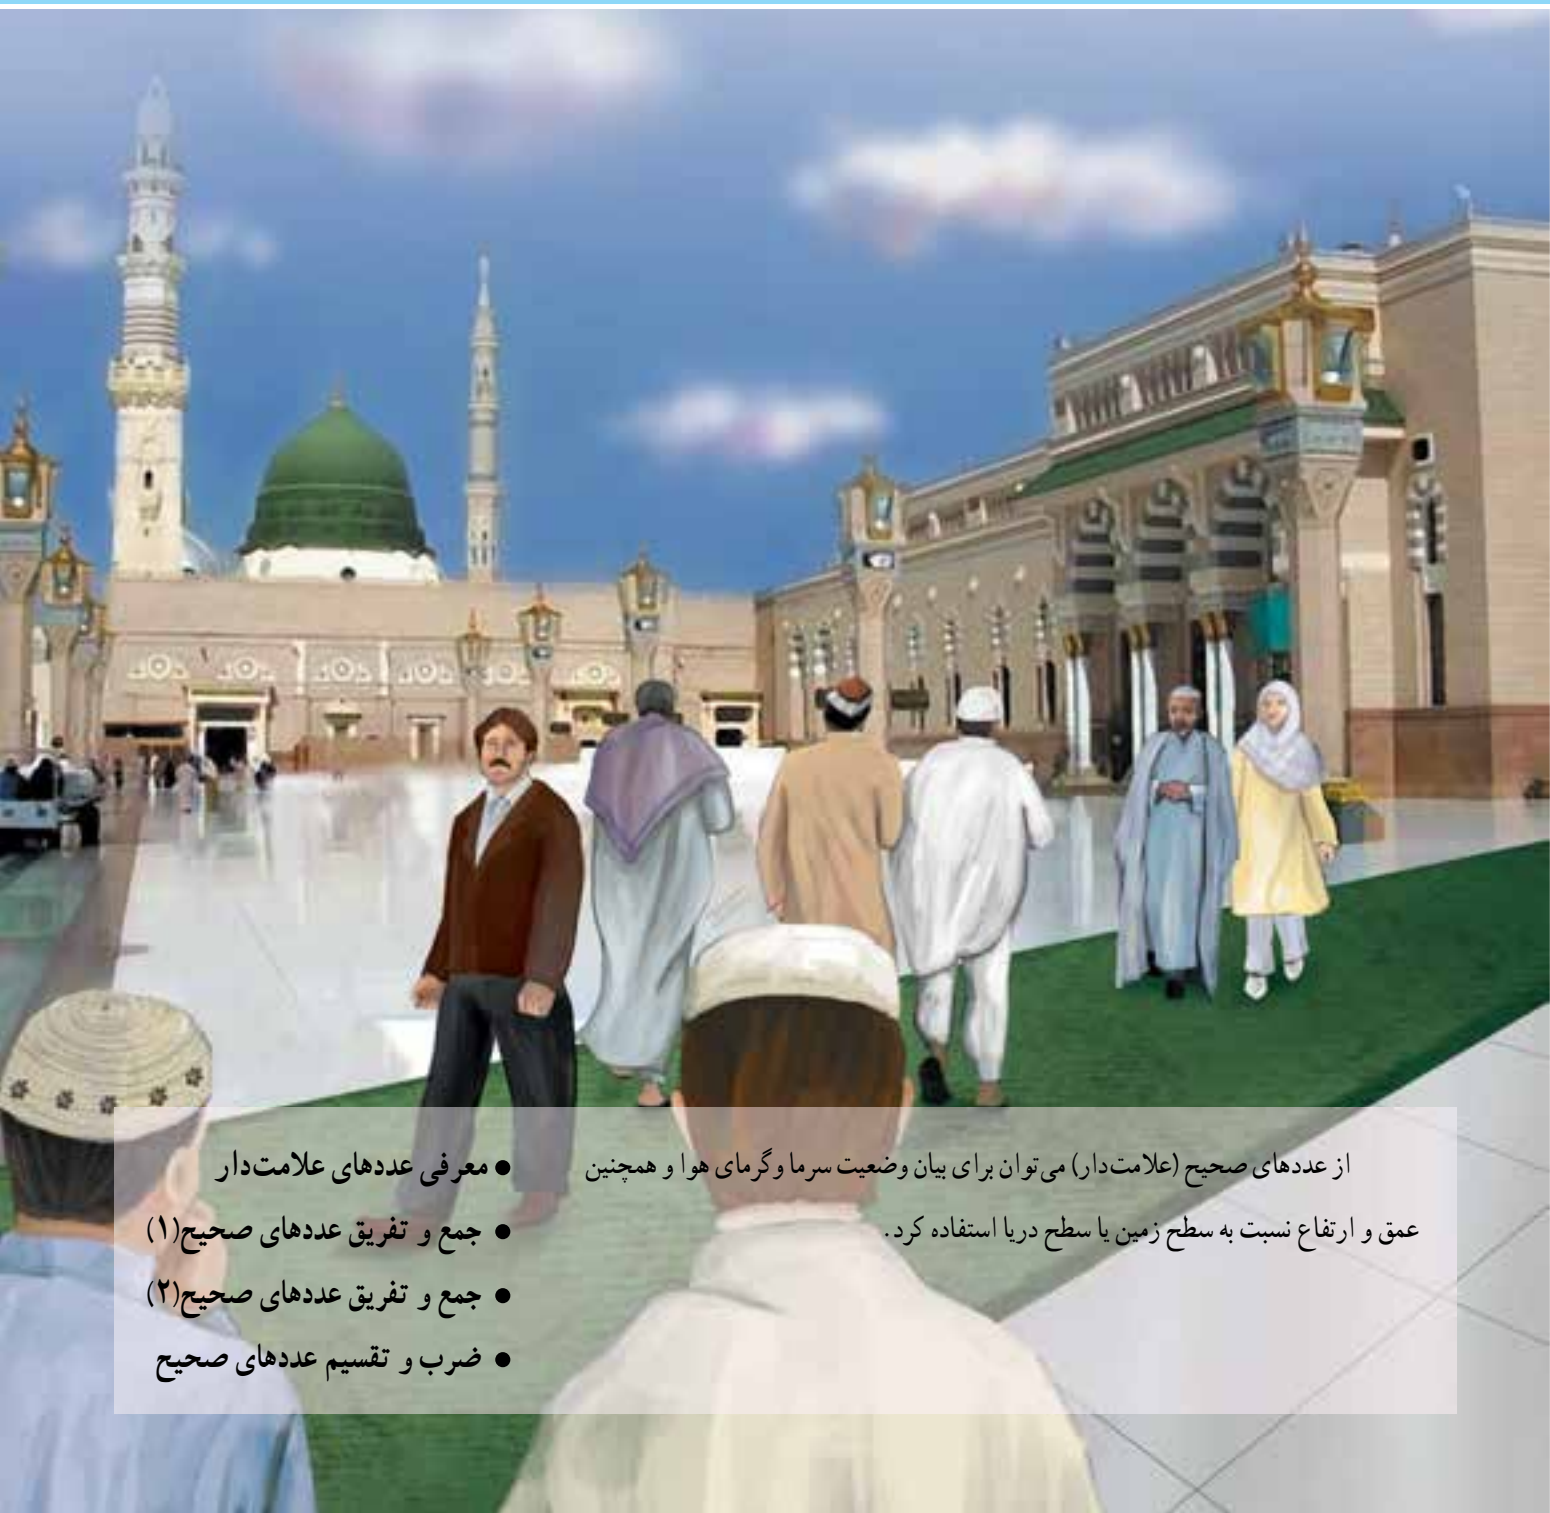 از عددهای صحیح (علامت‌دار) می‌توان برای بیان وضعیت سرما وگرمای هوا و همچنین
عمق و ارتفاع نسبت به سطح زمین یا سطح دریا استفاده کرد.
● معرفی عددهای علامت‌دار
● جمع و تفریق عددهای صحیح(۱)
● جمع و تفریق عددهای صحیح(۲)
● ضرب و تقسیم عددهای صحیح